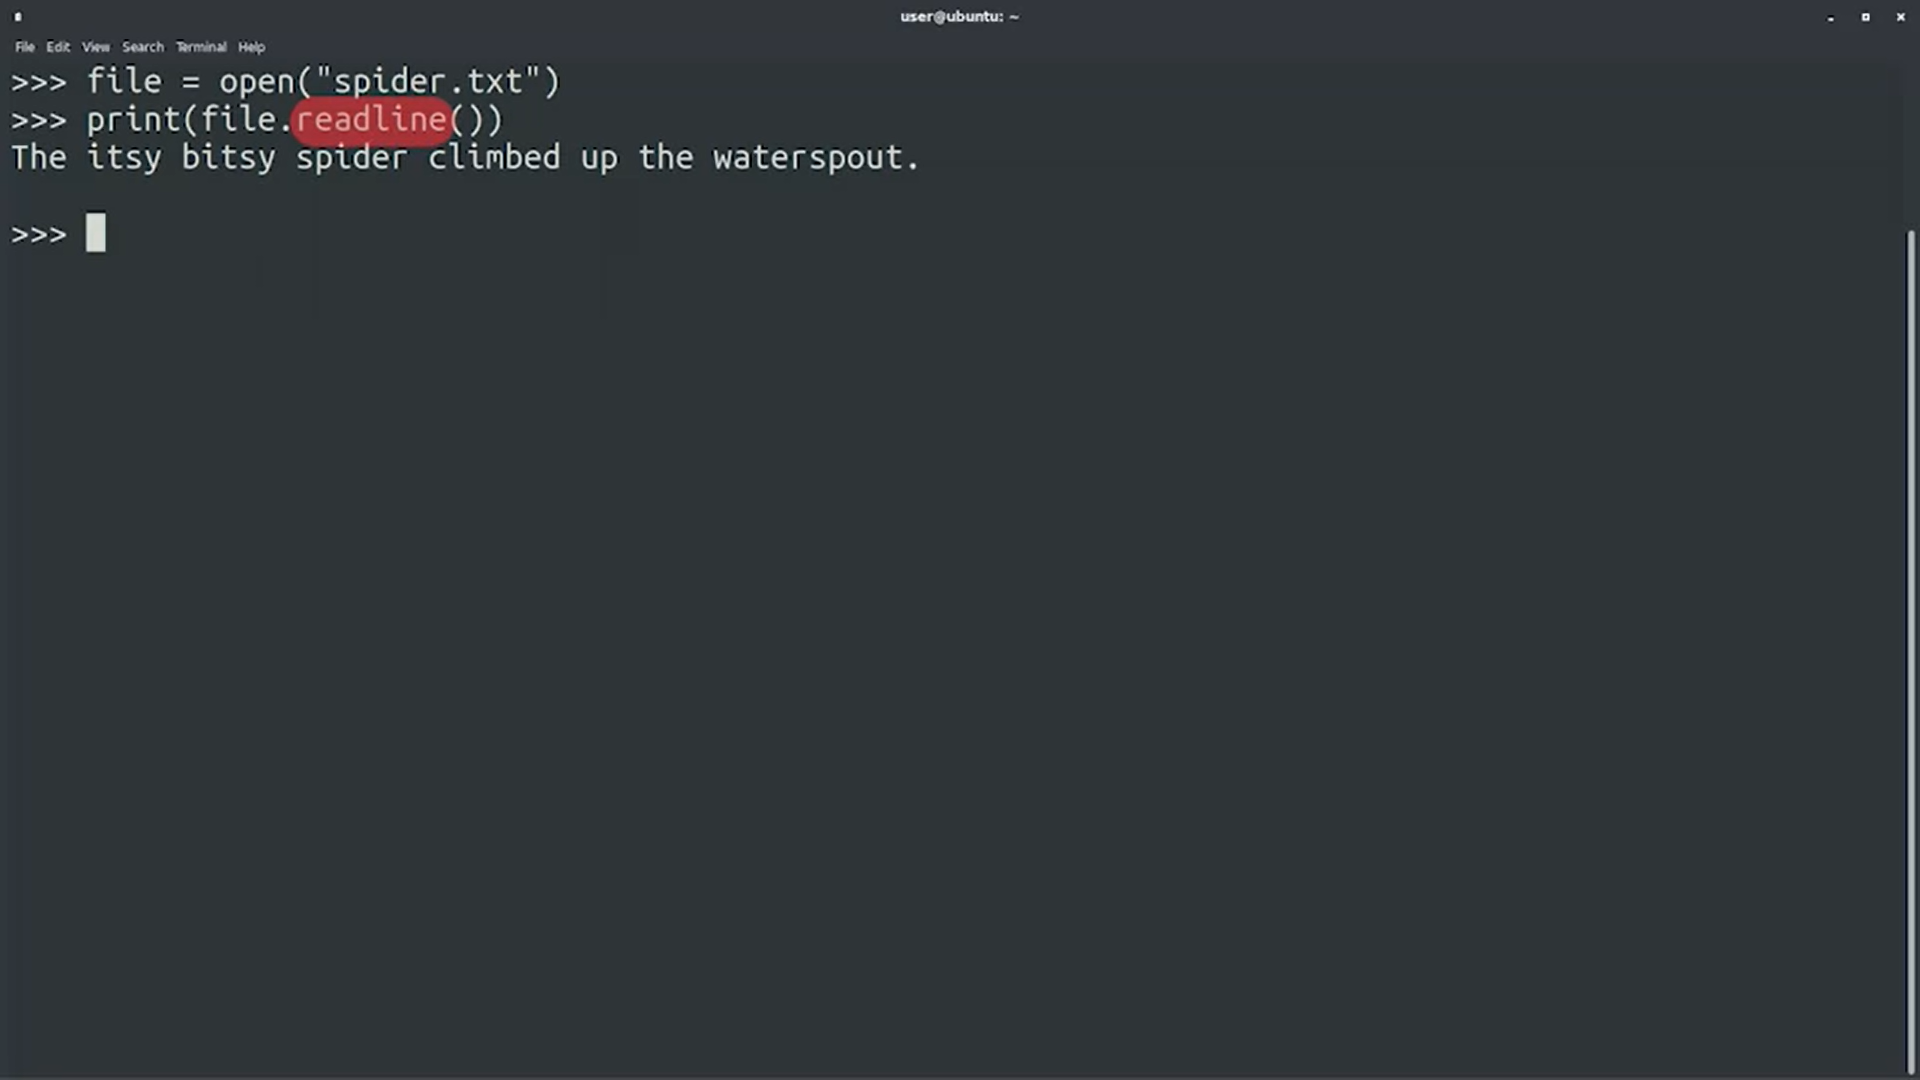 user@ubuntu: ~
File Edit View Search Terminal Help
>>> file = open("spider.txt")
>>> print(file.readline())
The itsy bitsy spider climbed up the waterspout.
>>>